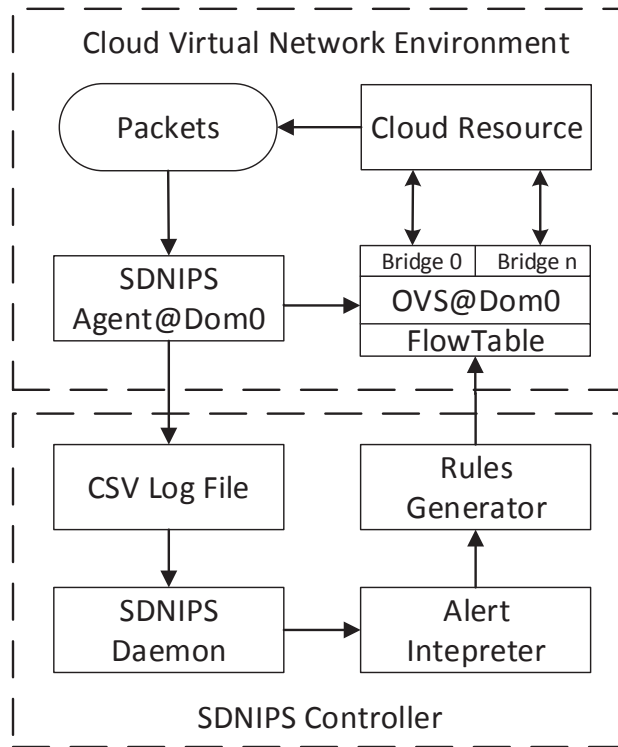 Cloud Virtual Network Environment
Packets
Cloud Resource
SDNIPS
Agent@Dom0
Bridge 0
Bridge n
OVS@Dom0
FlowTable
CSV Log File
Rules
Generator
SDNIPS
Daemon
Alert
Intepreter
SDNIPS Controller